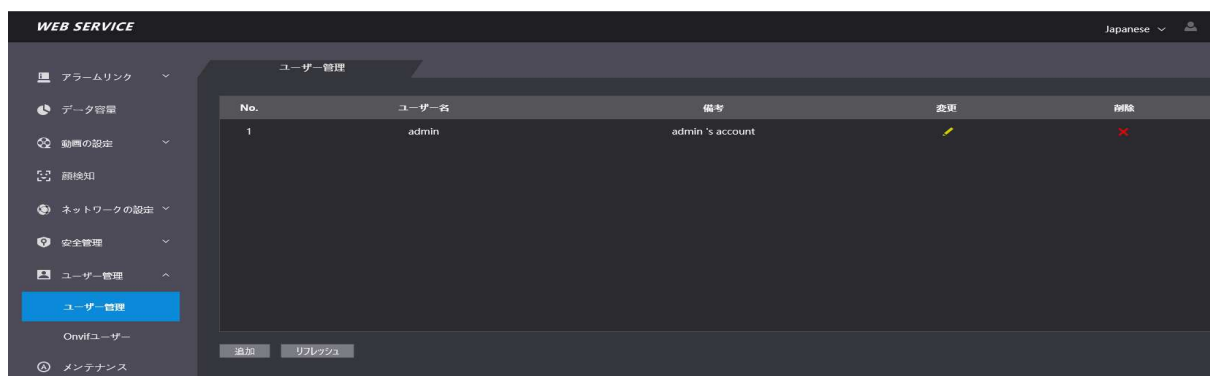 WEB SERVICE
Japanese
アラームリンク
データ容量
動画の設定
顔検知
ネットワークの設定
安全管理
ユーザー管理
ユーザー管理
Onvifユーザー
メンテナンス
ユーザー管理
No. ユーザー名 備考 変更 削除
1 admin admin 's account
追加 リフレッシュ